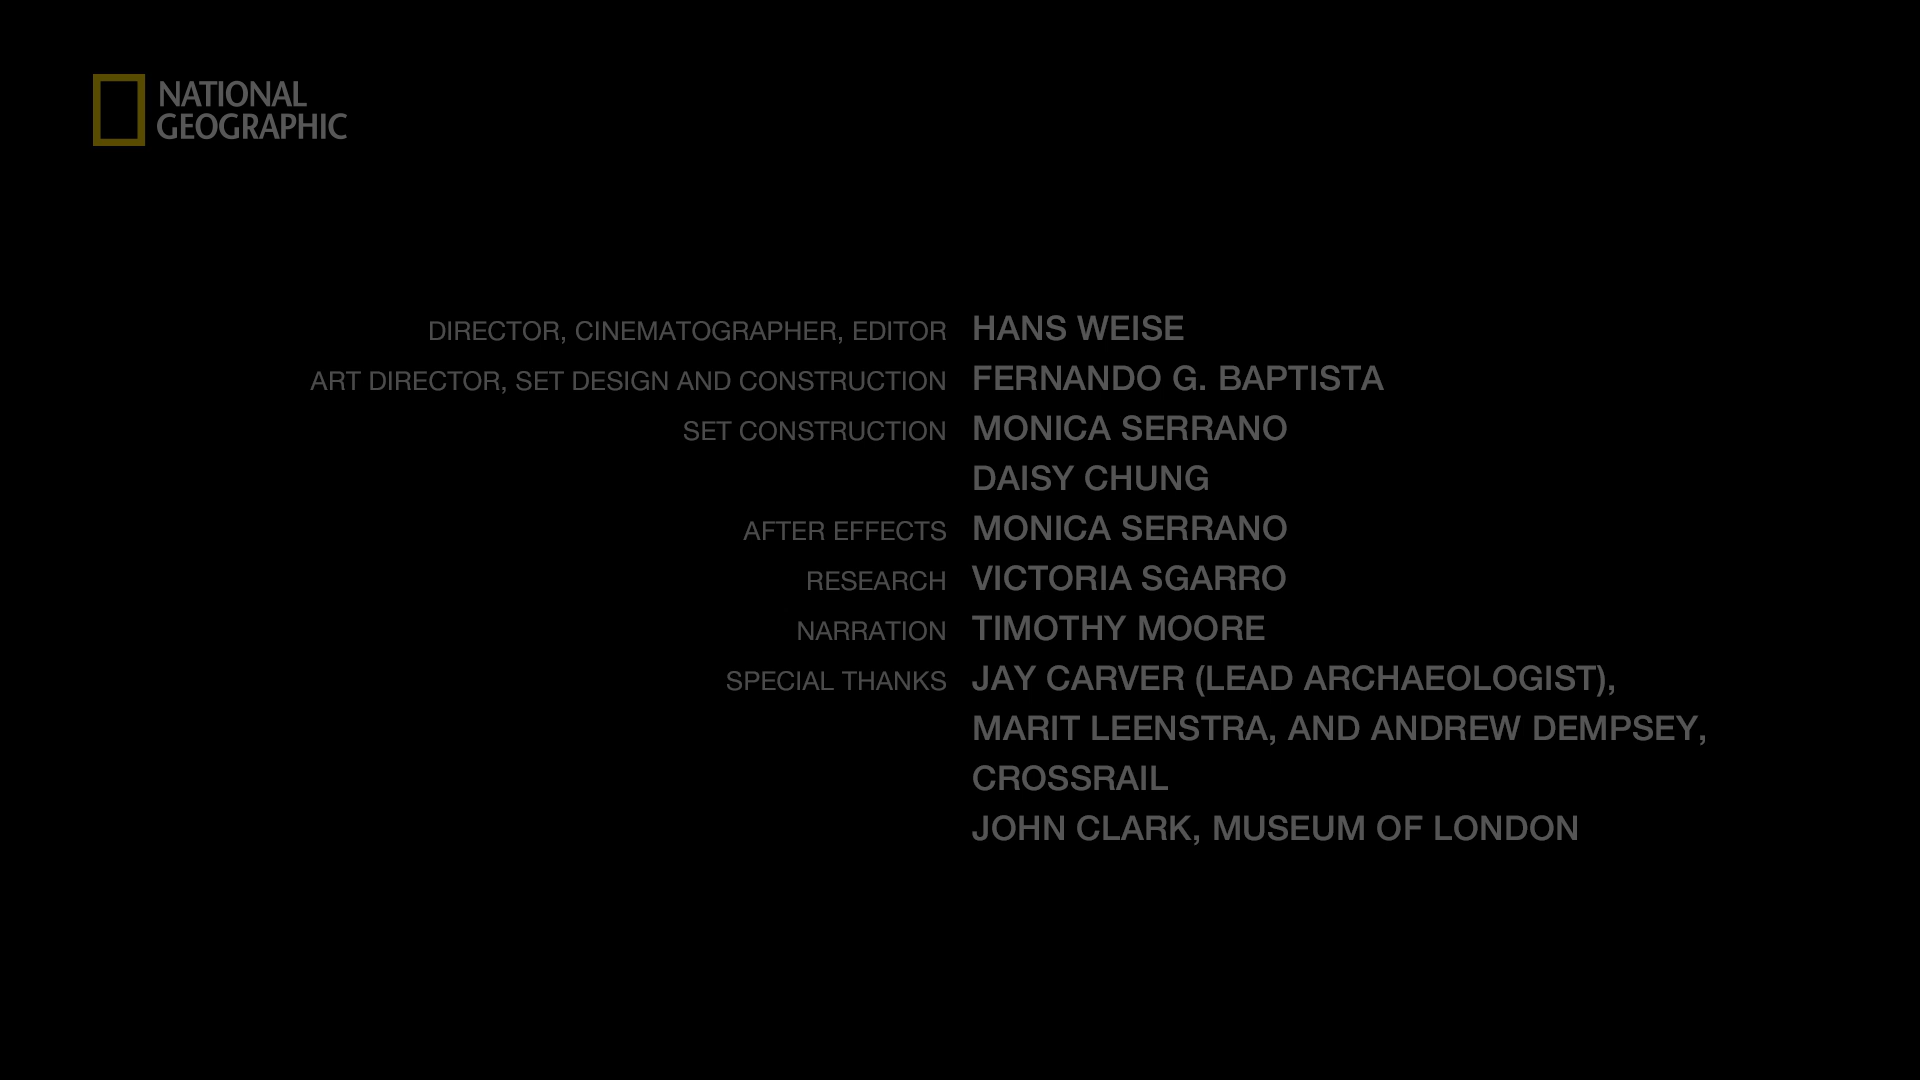 NATIONAL
GEOGRAPHIC
DIRECTOR, CINEMATOGRAPHER, EDITOR HANS WEISE
ART DIRECTOR, SET DESIGN AND CONSTRUCTION FERNANDO G. BAPTISTA
SET CONSTRUCTION MONICA SERRANO
DAISY CHUNG
AFTER EFFECTS MONICA SERRANO
RESEARCH VICTORIA SGARRO
NARRATION TIMOTHY MOORE
SPECIAL THANKS JAY CARVER (LEAD ARCHAEOLOGIST),
MARIT LEENSTRA, AND ANDREW DEMPSEY,
CROSSRAIL
JOHN CLARK, MUSEUM OF LONDON